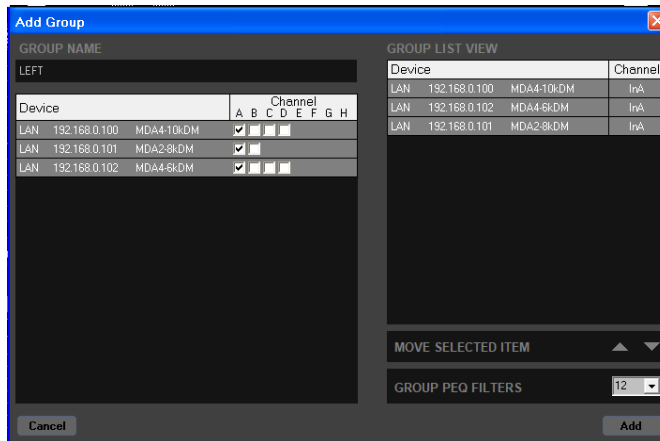 Add Group
GROUP NAME
LEFT
Device Channel
A B C D E F G H
LAN 192.168.0.100 MDA4-10kDM
LAN 192.168.0.101 MDA2-8kDM
LAN 192.168.0.102 MDA4-6kDM
GROUP LIST VIEW
Device Channel
LAN 192.168.0.100 MDA4-10kDM InA
LAN 192.168.0.102 MDA4-6kDM InA
LAN 192.168.0.101 MDA2-8kDM InA
MOVE SELECTED ITEM
GROUP PEQ FILTERS 12
Cancel
Add